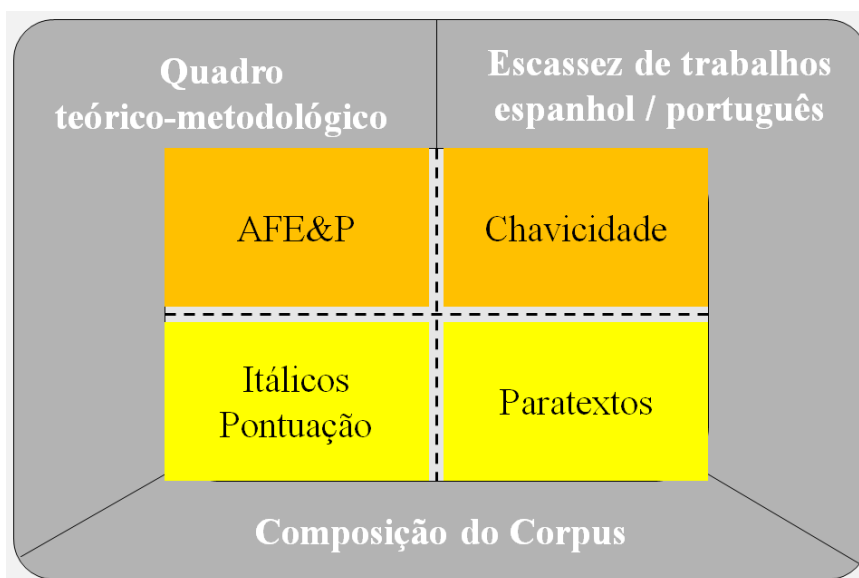 Quadro
teórico-metodológico
Escassez de trabalhos
espanhol / português
AFE&P
Chavicidade
Itálicos
Pontuação
Paratextos
Composição do Corpus